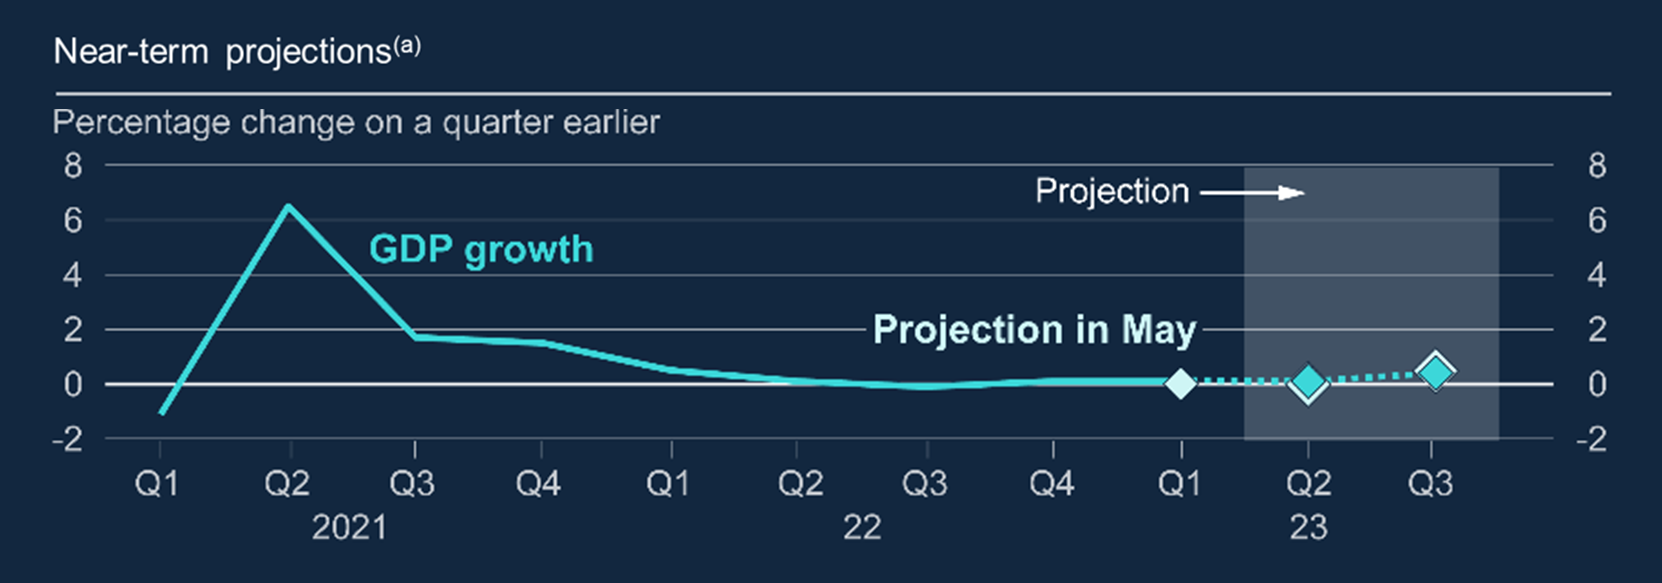 Near-term projections(a)
Percentage change on a quarter earlier
8 8
Projection
6 6
GDP growth
4 4
2 Projection in May 2
0 0
-2 -2
Q1 Q2 Q3 Q4 Q1 Q2 Q3 Q4 Q1 Q2 Q3
2021 22 23